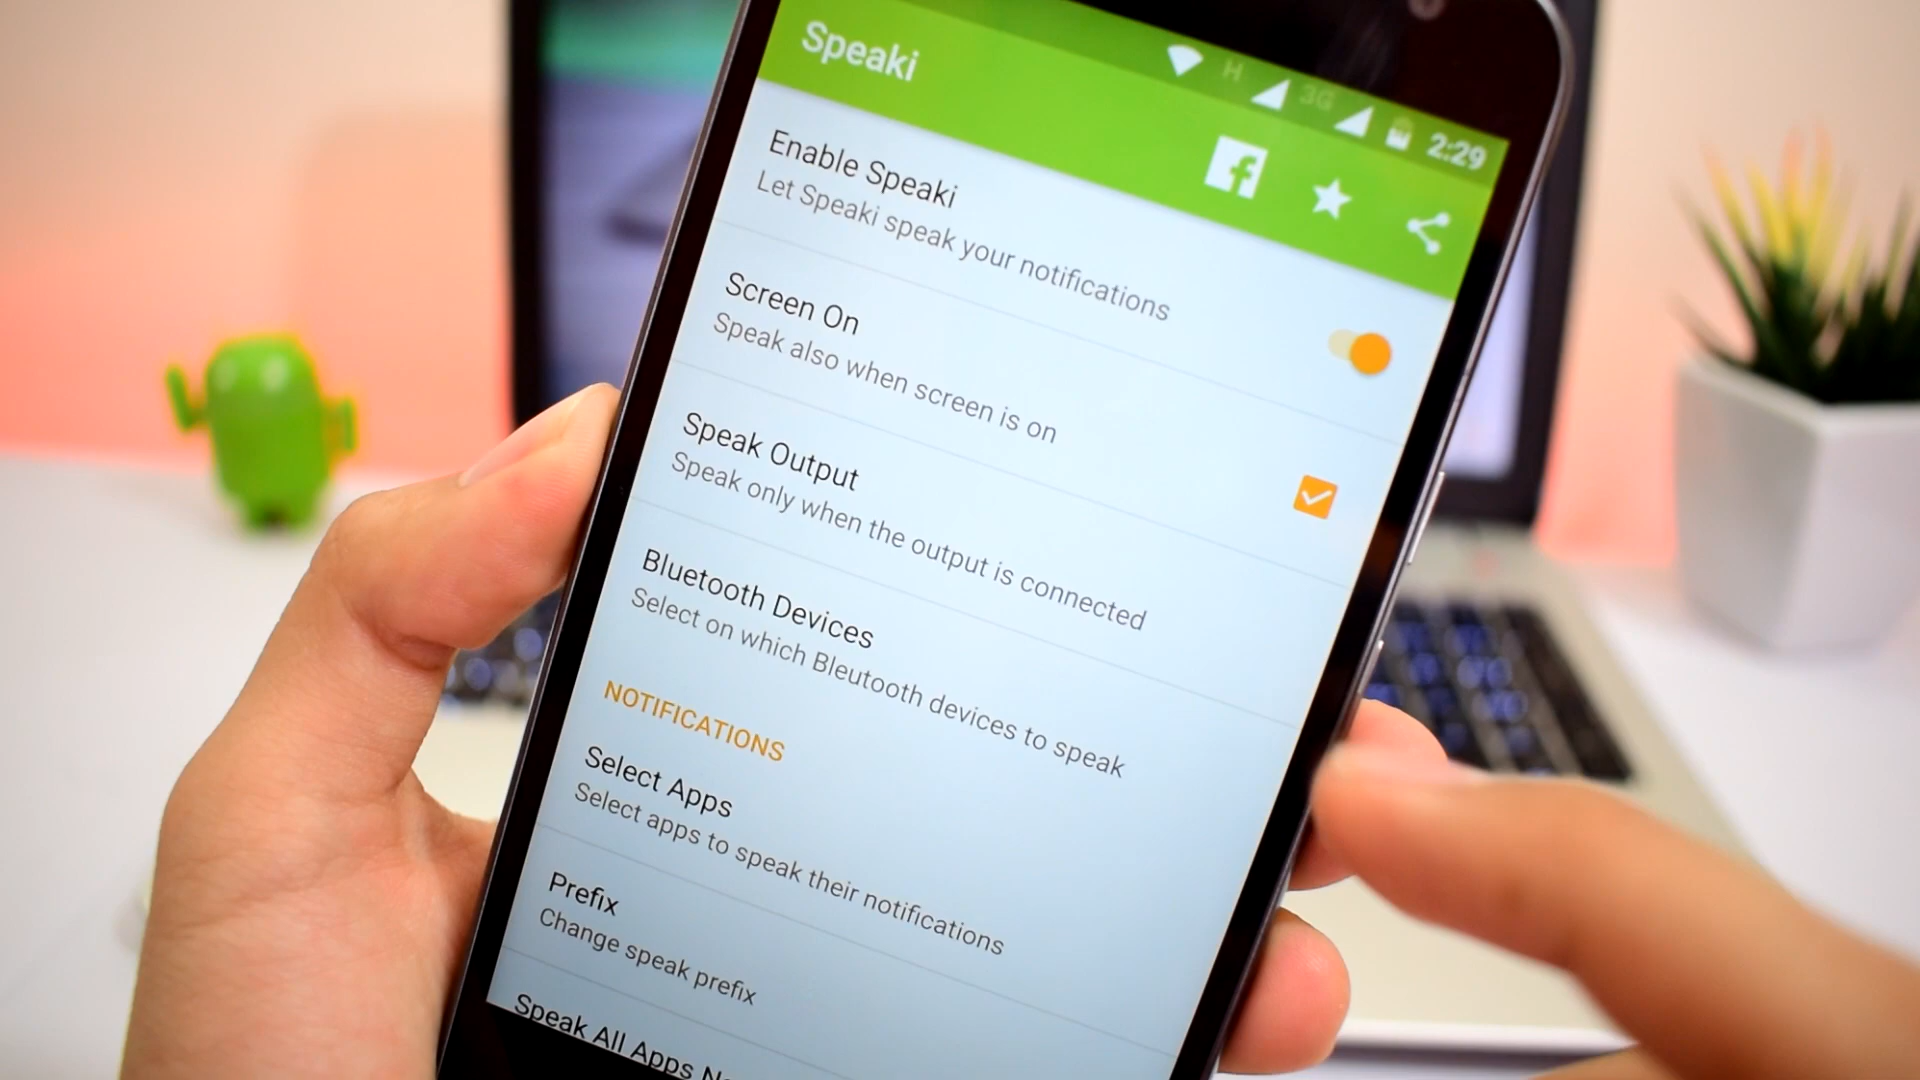 Speaki
H
3G
2:29
Enable Speaki
Let Speaki speak your notifications
Screen On
Speak also when screen is on
Speak Output
Speak only when the output is connected
Bluetooth Devices
Select on which Bleutooth devices to speak
NOTIFICATIONS
Select Apps
Select apps to speak their notifications
Prefix
Change speak prefix
Speak All Apps